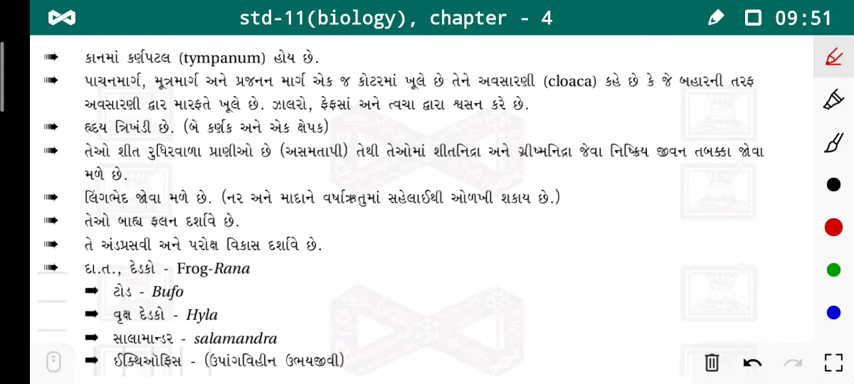 std-11(biology), chapter - 4
09:51
➠ કાનમાં કર્ણપટલ (tympanum) હોય છે.
➠ પાચનમાર્ગ, મૂત્રમાર્ગ અને પ્રજનન માર્ગ એક જ કોટરમાં ખૂલે છે તેને અવસારણી (cloaca) કહે છે કે જે બહારની તરફ
અવસારણી દ્વાર મારફતે ખૂલે છે. ઝાલરો, ફેફસાં અને ત્વચા દ્વારા શ્વસન કરે છે.
➠ હૃદય ત્રિખંડી છે. (બે કર્ણક અને એક ક્ષેપક)
➠ તેઓ શીત રુધિરવાળા પ્રાણીઓ છે (અસમતાપી) તેથી તેઓમાં શીતનિદ્રા અને ગ્રીષ્મનિદ્રા જેવા નિષ્ક્રિય જીવન તબક્કા જોવા
મળે છે.
➠ લિંગભેદ જોવા મળે છે. (નર અને માદાને વર્ષાઋતુમાં સહેલાઈથી ઓળખી શકાય છે.)
➠ તેઓ બાહ્ય ફલન દર્શાવે છે.
➠ તે અંડપ્રસવી અને પરોક્ષ વિકાસ દર્શાવે છે.
➠ દા.ત., દેડકો - Frog-Rana
➡ ટોડ - Bufo
➡ વૃક્ષ દેડકો - Hyla
➡ સાલામાન્ડર - salamandra
➡ ઈક્થિઓફિસ - (ઉપાંગવિહીન ઉભયજીવી)